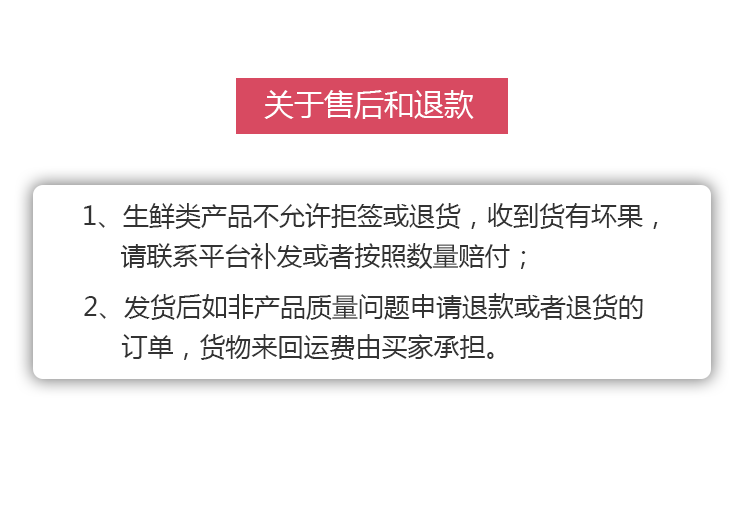 关于售后和退款
1、生鲜类产品不允许拒签或退货，收到货有坏果，
请联系平台补发或者按照数量赔付；
2、发货后如非产品质量问题申请退款或者退货的
订单，货物来回运费由买家承担。